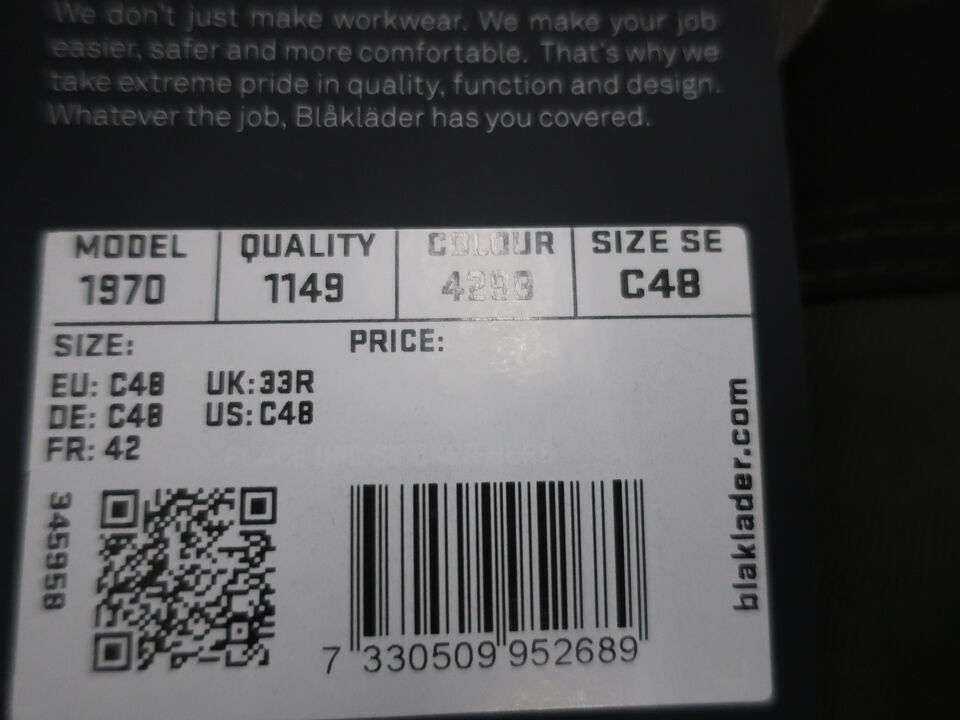 We don't just make workwear. We make your job
easier, safer and more comfortable. That's why we
take extreme pride in quality, function and design.
Whatever the job, Blåkläder has you covered.
MODEL QUALITY COLOUR SIZE SE
1970 1149 C48
SIZE: PRICE:
EU: C48 UK:33R
DE: C48 US:C48
FR: 42
345958
blaklader.com
7 330509 952689